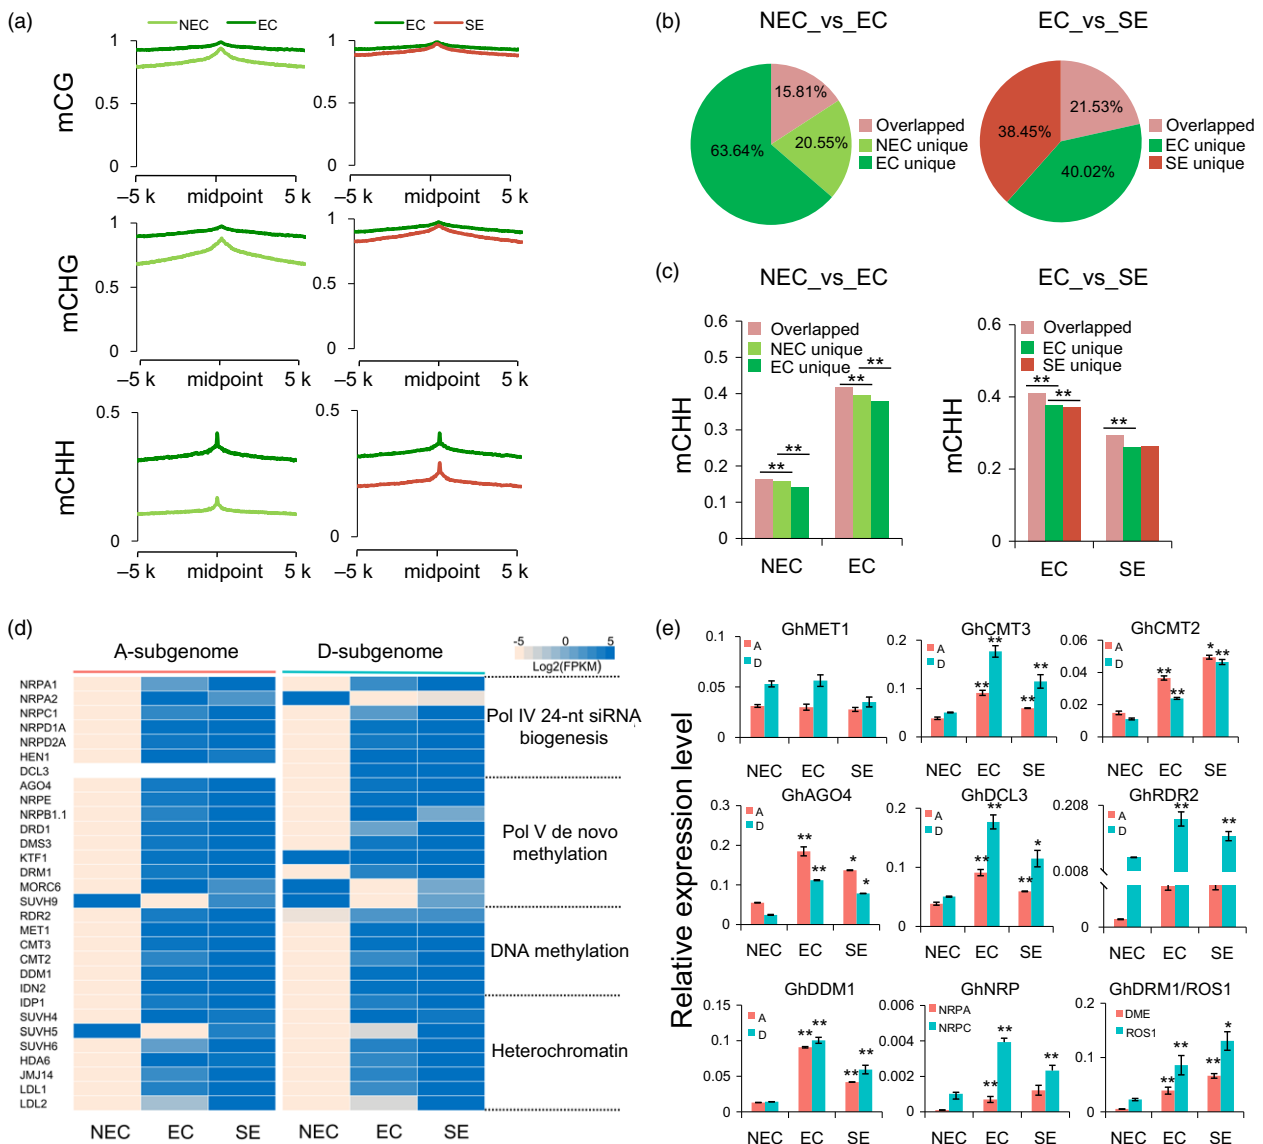 (a)
NEC EC
EC SE
mCG
1
0.5
0
–5 k midpoint 5 k
1
0.5
0
–5 k midpoint 5 k
mCHG
1
0.5
0
–5 k midpoint 5 k
1
0.5
0
–5 k midpoint 5 k
mCHH
0.5
0
–5 k midpoint 5 k
0.5
0
–5 k midpoint 5 k
(b)
NEC_vs_EC
15.81%
20.55%
63.64%
Overlapped
NEC unique
EC unique
EC_vs_SE
21.53%
38.45%
40.02%
Overlapped
EC unique
SE unique
(c)
NEC_vs_EC
mCHH
0.6
0.5
0.4
0.3
0.2
0.1
0
Overlapped
NEC unique
EC unique
** ** ** **
NEC EC
EC_vs_SE
mCHH
0.6
0.4
0.2
0
Overlapped
EC unique
SE unique
** ** **
EC SE
(d)
A-subgenome D-subgenome
-5 0 5
Log2(FPKM)
NRPA1
NRPA2
NRPC1
NRPD1A
NRPD2A
HEN1
DCL3
AGO4
NRPE
NRPB1.1
DRD1
DMS3
KTF1
DRM1
MORC6
SUVH9
RDR2
MET1
CMT3
CMT2
DDM1
IDN2
IDP1
SUVH4
SUVH5
SUVH6
HDA6
JMJ14
LDL1
LDL2
Pol IV 24-nt siRNA
biogenesis
Pol V de novo
methylation
DNA methylation
Heterochromatin
NEC EC SE NEC EC SE
(e)
Relative expression level
GhMET1
0.1
0.05
0
A
D
NEC EC SE
GhCMT3
0.2
0.1
0
A
D
** ** ** **
NEC EC SE
GhCMT2
0.06
0.04
0.02
0
A
D
** ** * **
NEC EC SE
GhAGO4
0.3
0.2
0.1
0
A
D
** ** * *
NEC EC SE
GhDCL3
0.2
0.1
0
A
D
** ** ** *
NEC EC SE
GhRDR2
0.208
0.008
0
A
D
** **
NEC EC SE
GhDDM1
0.15
0.1
0.05
0
A
D
** ** ** **
NEC EC SE
GhNRP
0.006
0.004
0.002
0
NRPA
NRPC
** ** **
NEC EC SE
GhDRM1/ROS1
0.2
0.1
0
DME
ROS1
** ** ** *
NEC EC SE